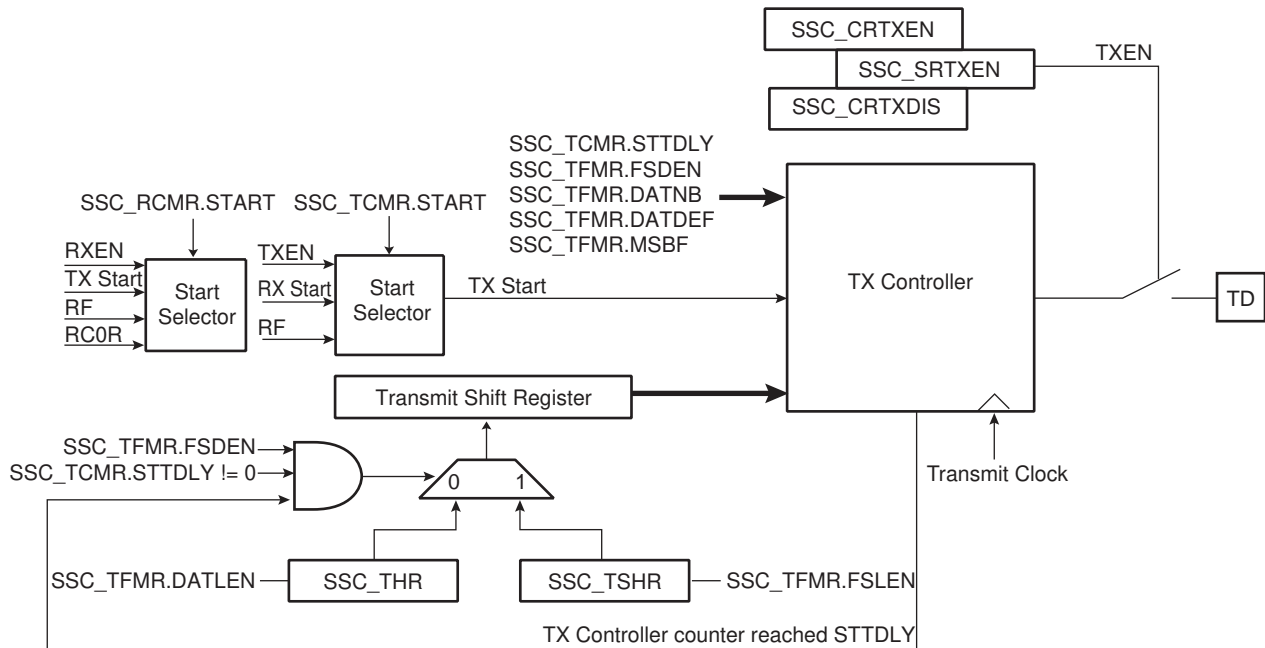 SSC_CRTXEN
SSC_SRTXEN
TXEN
SSC_CRTXDIS
SSC_TCMR.STTDLY
SSC_TFMR.FSDEN
SSC_TFMR.DATNB
SSC_TFMR.DATDEF
SSC_TFMR.MSBF
SSC_RCMR.START
SSC_TCMR.START
RXEN
TX Start
RF
RC0R
Start
Selector
TXEN
RX Start
RF
Start
Selector
TX Start
TX Controller
TD
Transmit Shift Register
SSC_TFMR.FSDEN
SSC_TCMR.STTDLY != 0
0
1
Transmit Clock
SSC_TFMR.DATLEN
SSC_THR
SSC_TSHR
SSC_TFMR.FSLEN
TX Controller counter reached STTDLY